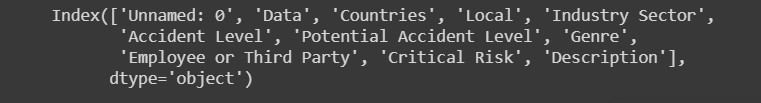 Index(['Unnamed: 0', 'Data', 'Countries', 'Local', 'Industry Sector',
'Accident Level', 'Potential Accident Level', 'Genre',
'Employee or Third Party', 'Critical Risk', 'Description'],
dtype='object')